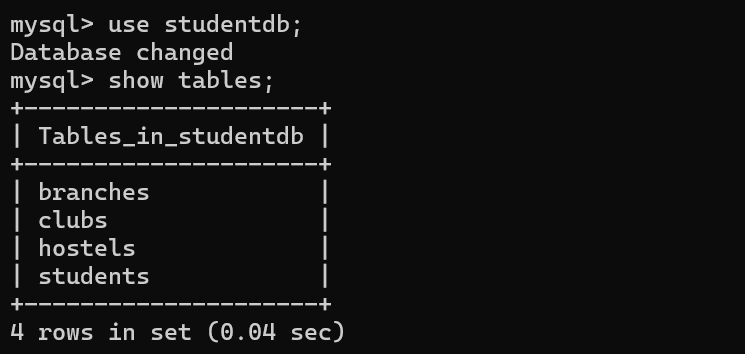 mysql> use studentdb;
Database changed
mysql> show tables;
+---------------------+
| Tables_in_studentdb |
+---------------------+
| branches            |
| clubs               |
| hostels             |
| students            |
+---------------------+
4 rows in set (0.04 sec)